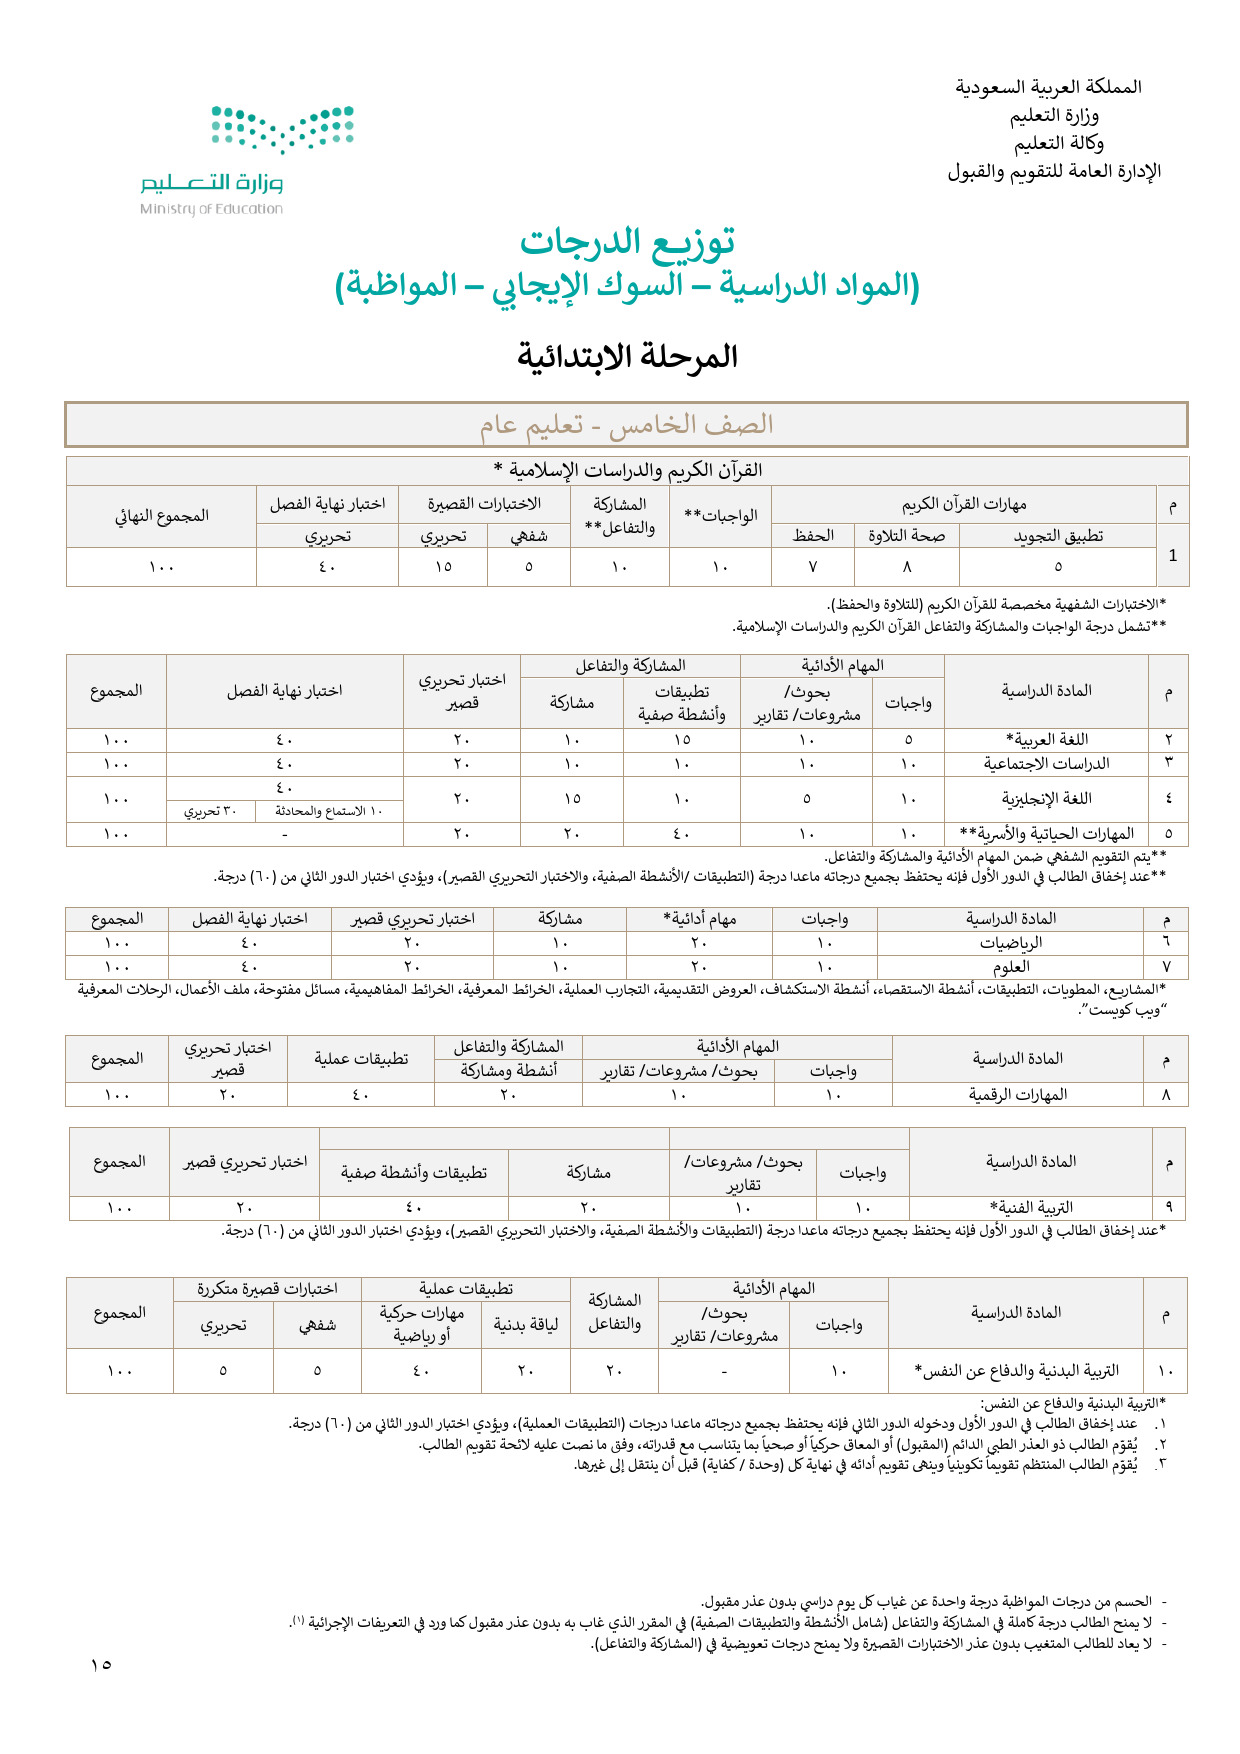 المملكة العربية السعودية
وزارة التعليم
وكالة التعليم
الإدارة العامة للتقويم والقبول
وزارة التعـــليم
Ministry of Education
توزيع الدرجات
(المواد الدراسية – السوك الإيجابي – المواظبة)
المرحلة الابتدائية
الصف الخامس - تعليم عام
القرآن الكريم والدراسات الإسلامية *
م مهارات القرآن الكريم الواجبات** المشاركة والتفاعل** الاختبارات القصيرة اختبار نهاية الفصل المجموع النهائي
تطبيق التجويد صحة التلاوة الحفظ شفهي تحريري تحريري
1 ٥ ٨ ٧ ١٠ ١٠ ٥ ١٥ ٤٠ ١٠٠
*الاختبارات الشفهية مخصصة للقرآن الكريم (للتلاوة والحفظ).
**تشمل درجة الواجبات والمشاركة والتفاعل القرآن الكريم والدراسات الإسلامية.
م المادة الدراسية المهام الأدائية المشاركة والتفاعل اختبار تحريري قصير اختبار نهاية الفصل المجموع
واجبات بحوث/ مشروعات/ تقارير تطبيقات وأنشطة صفية مشاركة
٢ اللغة العربية* ٥ ١٠ ١٥ ١٠ ٢٠ ٤٠ ١٠٠
٣ الدراسات الاجتماعية ١٠ ١٠ ١٠ ١٠ ٢٠ ٤٠ ١٠٠
٤ اللغة الإنجليزية ١٠ ٥ ١٠ ١٥ ٢٠ ٤٠ ١٠٠
١٠ الاستماع والمحادثة ٣٠ تحريري
٥ المهارات الحياتية والأسرية** ١٠ ١٠ ٤٠ ٢٠ ٢٠ - ١٠٠
**يتم التقويم الشفهي ضمن المهام الأدائية والمشاركة والتفاعل.
**عند إخفاق الطالب في الدور الأول فإنه يحتفظ بجميع درجاته ماعدا درجة (التطبيقات /الأنشطة الصفية، والاختبار التحريري القصير)، ويؤدي اختبار الدور الثاني من (٦٠) درجة.
م المادة الدراسية واجبات مهام أدائية* مشاركة اختبار تحريري قصير اختبار نهاية الفصل المجموع
٦ الرياضيات ١٠ ٢٠ ١٠ ٢٠ ٤٠ ١٠٠
٧ العلوم ١٠ ٢٠ ١٠ ٢٠ ٤٠ ١٠٠
*المشاريع، المطويات، التطبيقات، أنشطة الاستقصاء، أنشطة الاستكشاف، العروض التقديمية، التجارب العملية، الخرائط المعرفية، الخرائط المفاهيمية، مسائل مفتوحة، ملف الأعمال، الرحلات المعرفية
“ويب كويست”.
م المادة الدراسية المهام الأدائية المشاركة والتفاعل تطبيقات عملية اختبار تحريري قصير المجموع
واجبات بحوث/ مشروعات/ تقارير أنشطة ومشاركة
٨ المهارات الرقمية ١٠ ١٠ ٢٠ ٤٠ ٢٠ ١٠٠
م المادة الدراسية واجبات بحوث/ مشروعات/ تقارير مشاركة تطبيقات وأنشطة صفية اختبار تحريري قصير المجموع
٩ التربية الفنية* ١٠ ١٠ ٢٠ ٤٠ ٢٠ ١٠٠
*عند إخفاق الطالب في الدور الأول فإنه يحتفظ بجميع درجاته ماعدا درجة (التطبيقات والأنشطة الصفية، والاختبار التحريري القصير)، ويؤدي اختبار الدور الثاني من (٦٠) درجة.
م المادة الدراسية المهام الأدائية المشاركة والتفاعل تطبيقات عملية اختبارات قصيرة متكررة المجموع
واجبات بحوث/ مشروعات/ تقارير لياقة بدنية مهارات حركية أو رياضية شفهي تحريري
١٠ التربية البدنية والدفاع عن النفس* ١٠ - ٢٠ ٢٠ ٤٠ ٥ ٥ ١٠٠
*التربية البدنية والدفاع عن النفس:
١. عند إخفاق الطالب في الدور الأول ودخوله الدور الثاني فإنه يحتفظ بجميع درجاته ماعدا درجات (التطبيقات العملية)، ويؤدي اختبار الدور الثاني من (٦٠) درجة.
٢. يُقوّم الطالب ذو العذر الطبي الدائم (المقبول) أو المعاق حركياً أو صحياً بما يتناسب مع قدراته، وفق ما نصت عليه لائحة تقويم الطالب.
٣. يُقوّم الطالب المنتظم تقويماً تكوينياً وينهى تقويم أدائه في نهاية كل (وحدة / كفاية) قبل أن ينتقل إلى غيرها.
- الحسم من درجات المواظبة درجة واحدة عن غياب كل يوم دراسي بدون عذر مقبول.
- لا يمنح الطالب درجة كاملة في المشاركة والتفاعل (شامل الأنشطة والتطبيقات الصفية) في المقرر الذي غاب به بدون عذر مقبول كما ورد في التعريفات الإجرائية (١).
- لا يعاد للطالب المتغيب بدون عذر الاختبارات القصيرة ولا يمنح درجات تعويضية في (المشاركة والتفاعل).
١٥